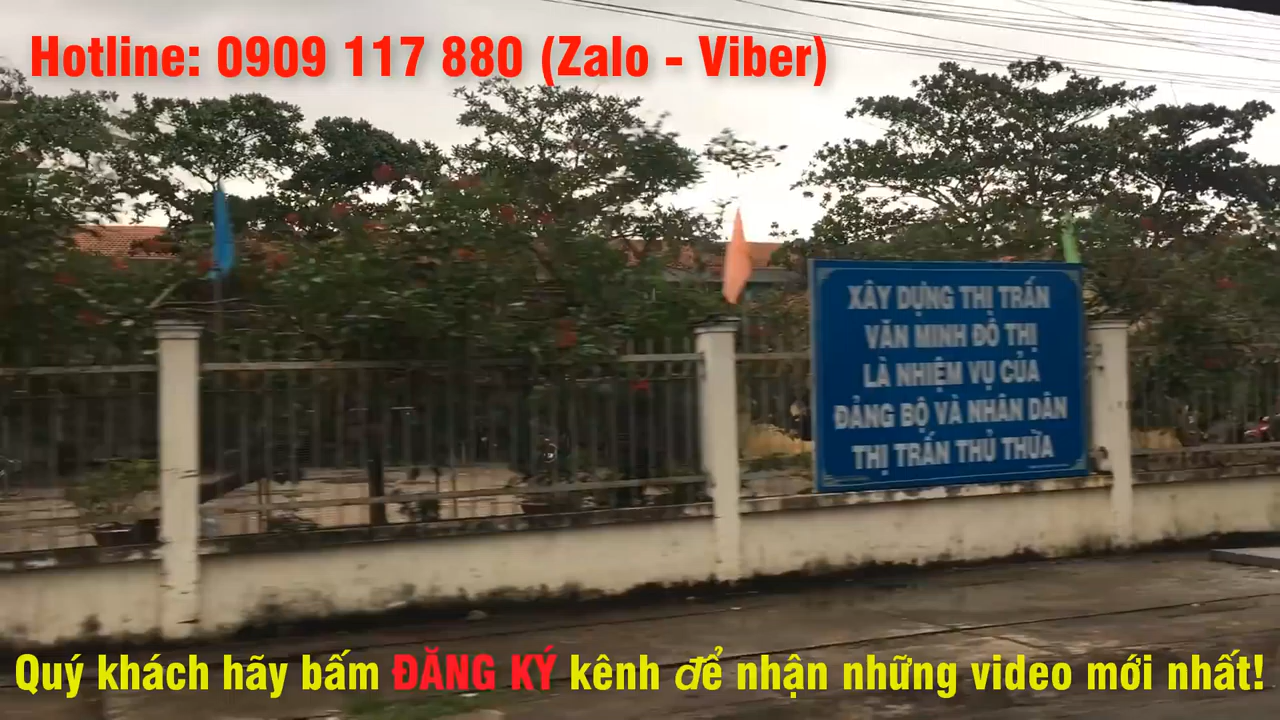 Hotline: 0909 117 880 (Zalo - Viber)
XÂY DỰNG THỊ TRẤN
VĂN MINH ĐÔ THỊ
LÀ NHIỆM VỤ CỦA
ĐẢNG BỘ VÀ NHÂN DÂN
THỊ TRẤN THỦ THỪA
Quý khách hãy bấm ĐĂNG KÝ kênh để nhận những video mới nhất!